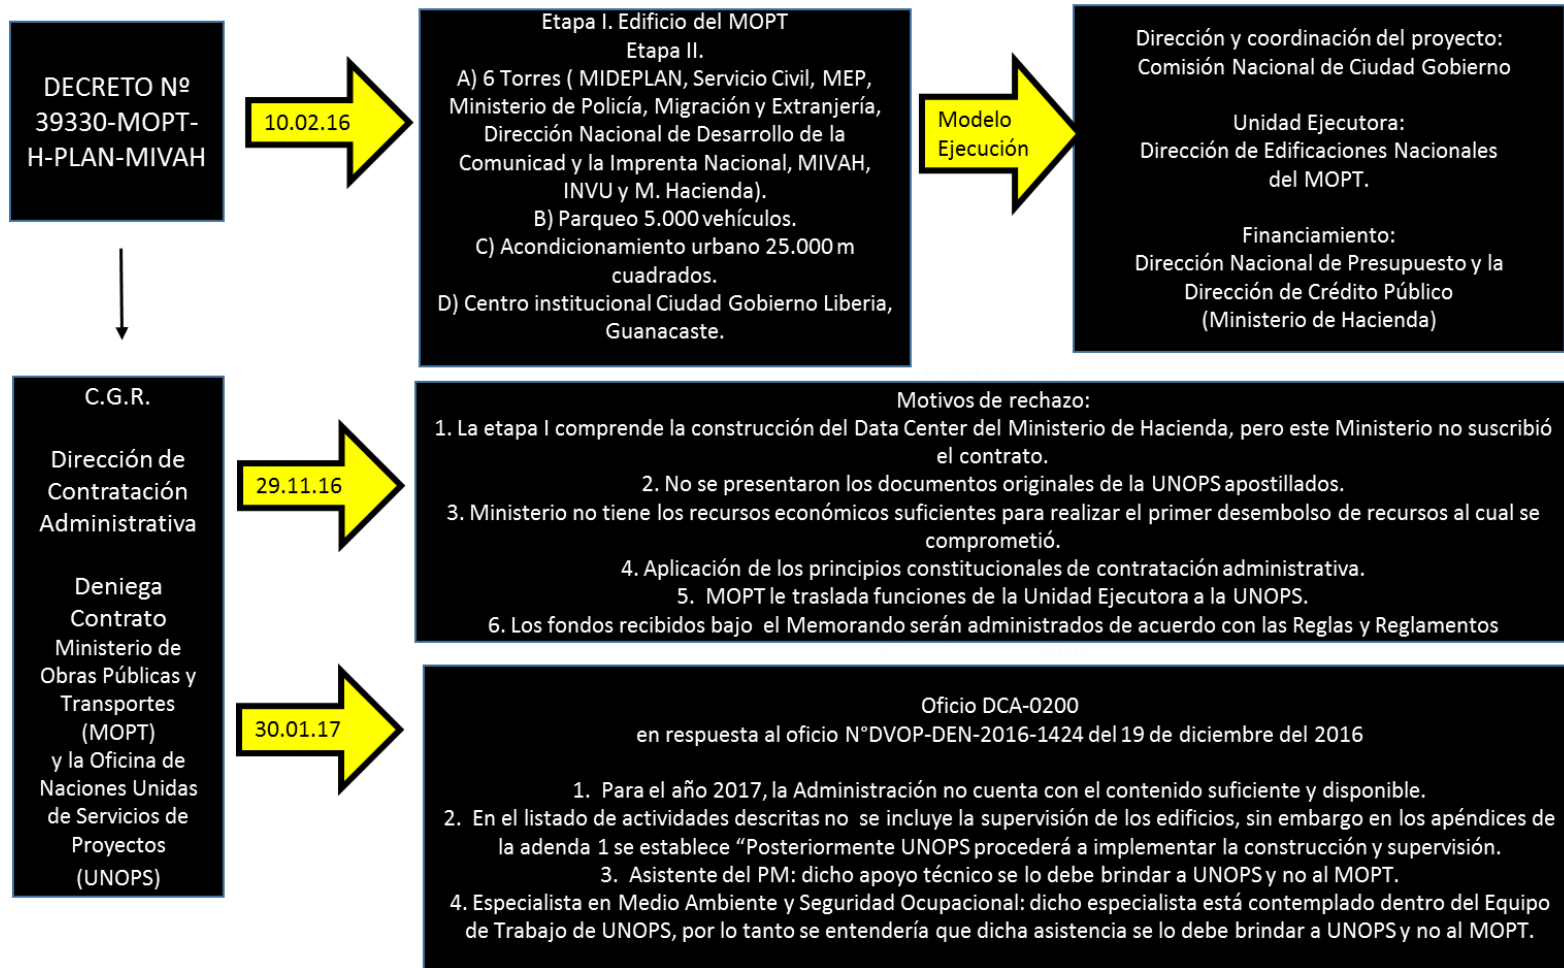 DECRETO Nº
39330-MOPT-
H-PLAN-MIVAH
10.02.16
Etapa I. Edificio del MOPT
Etapa II.
A) 6 Torres ( MIDEPLAN, Servicio Civil, MEP,
Ministerio de Policía, Migración y Extranjería,
Dirección Nacional de Desarrollo de la
Comunicad y la Imprenta Nacional, MIVAH,
INVU y M. Hacienda).
B) Parqueo 5.000 vehículos.
C) Acondicionamiento urbano 25.000 m
cuadrados.
D) Centro institucional Ciudad Gobierno Liberia,
Guanacaste.
Modelo
Ejecución
Dirección y coordinación del proyecto:
Comisión Nacional de Ciudad Gobierno
Unidad Ejecutora:
Dirección de Edificaciones Nacionales
del MOPT.
Financiamiento:
Dirección Nacional de Presupuesto y la
Dirección de Crédito Público
(Ministerio de Hacienda)
C.G.R.
Dirección de
Contratación
Administrativa
Deniega
Contrato
Ministerio de
Obras Públicas y
Transportes
(MOPT)
y la Oficina de
Naciones Unidas
de Servicios de
Proyectos
(UNOPS)
29.11.16
Motivos de rechazo:
1. La etapa I comprende la construcción del Data Center del Ministerio de Hacienda, pero este Ministerio no suscribió
el contrato.
2. No se presentaron los documentos originales de la UNOPS apostillados.
3. Ministerio no tiene los recursos económicos suficientes para realizar el primer desembolso de recursos al cual se
comprometió.
4. Aplicación de los principios constitucionales de contratación administrativa.
5. MOPT le traslada funciones de la Unidad Ejecutora a la UNOPS.
6. Los fondos recibidos bajo el Memorando serán administrados de acuerdo con las Reglas y Reglamentos
30.01.17
Oficio DCA-0200
en respuesta al oficio N°DVOP-DEN-2016-1424 del 19 de diciembre del 2016
1. Para el año 2017, la Administración no cuenta con el contenido suficiente y disponible.
2. En el listado de actividades descritas no se incluye la supervisión de los edificios, sin embargo en los apéndices de
la adenda 1 se establece “Posteriormente UNOPS procederá a implementar la construcción y supervisión.
3. Asistente del PM: dicho apoyo técnico se lo debe brindar a UNOPS y no al MOPT.
4. Especialista en Medio Ambiente y Seguridad Ocupacional: dicho especialista está contemplado dentro del Equipo
de Trabajo de UNOPS, por lo tanto se entendería que dicha asistencia se lo debe brindar a UNOPS y no al MOPT.